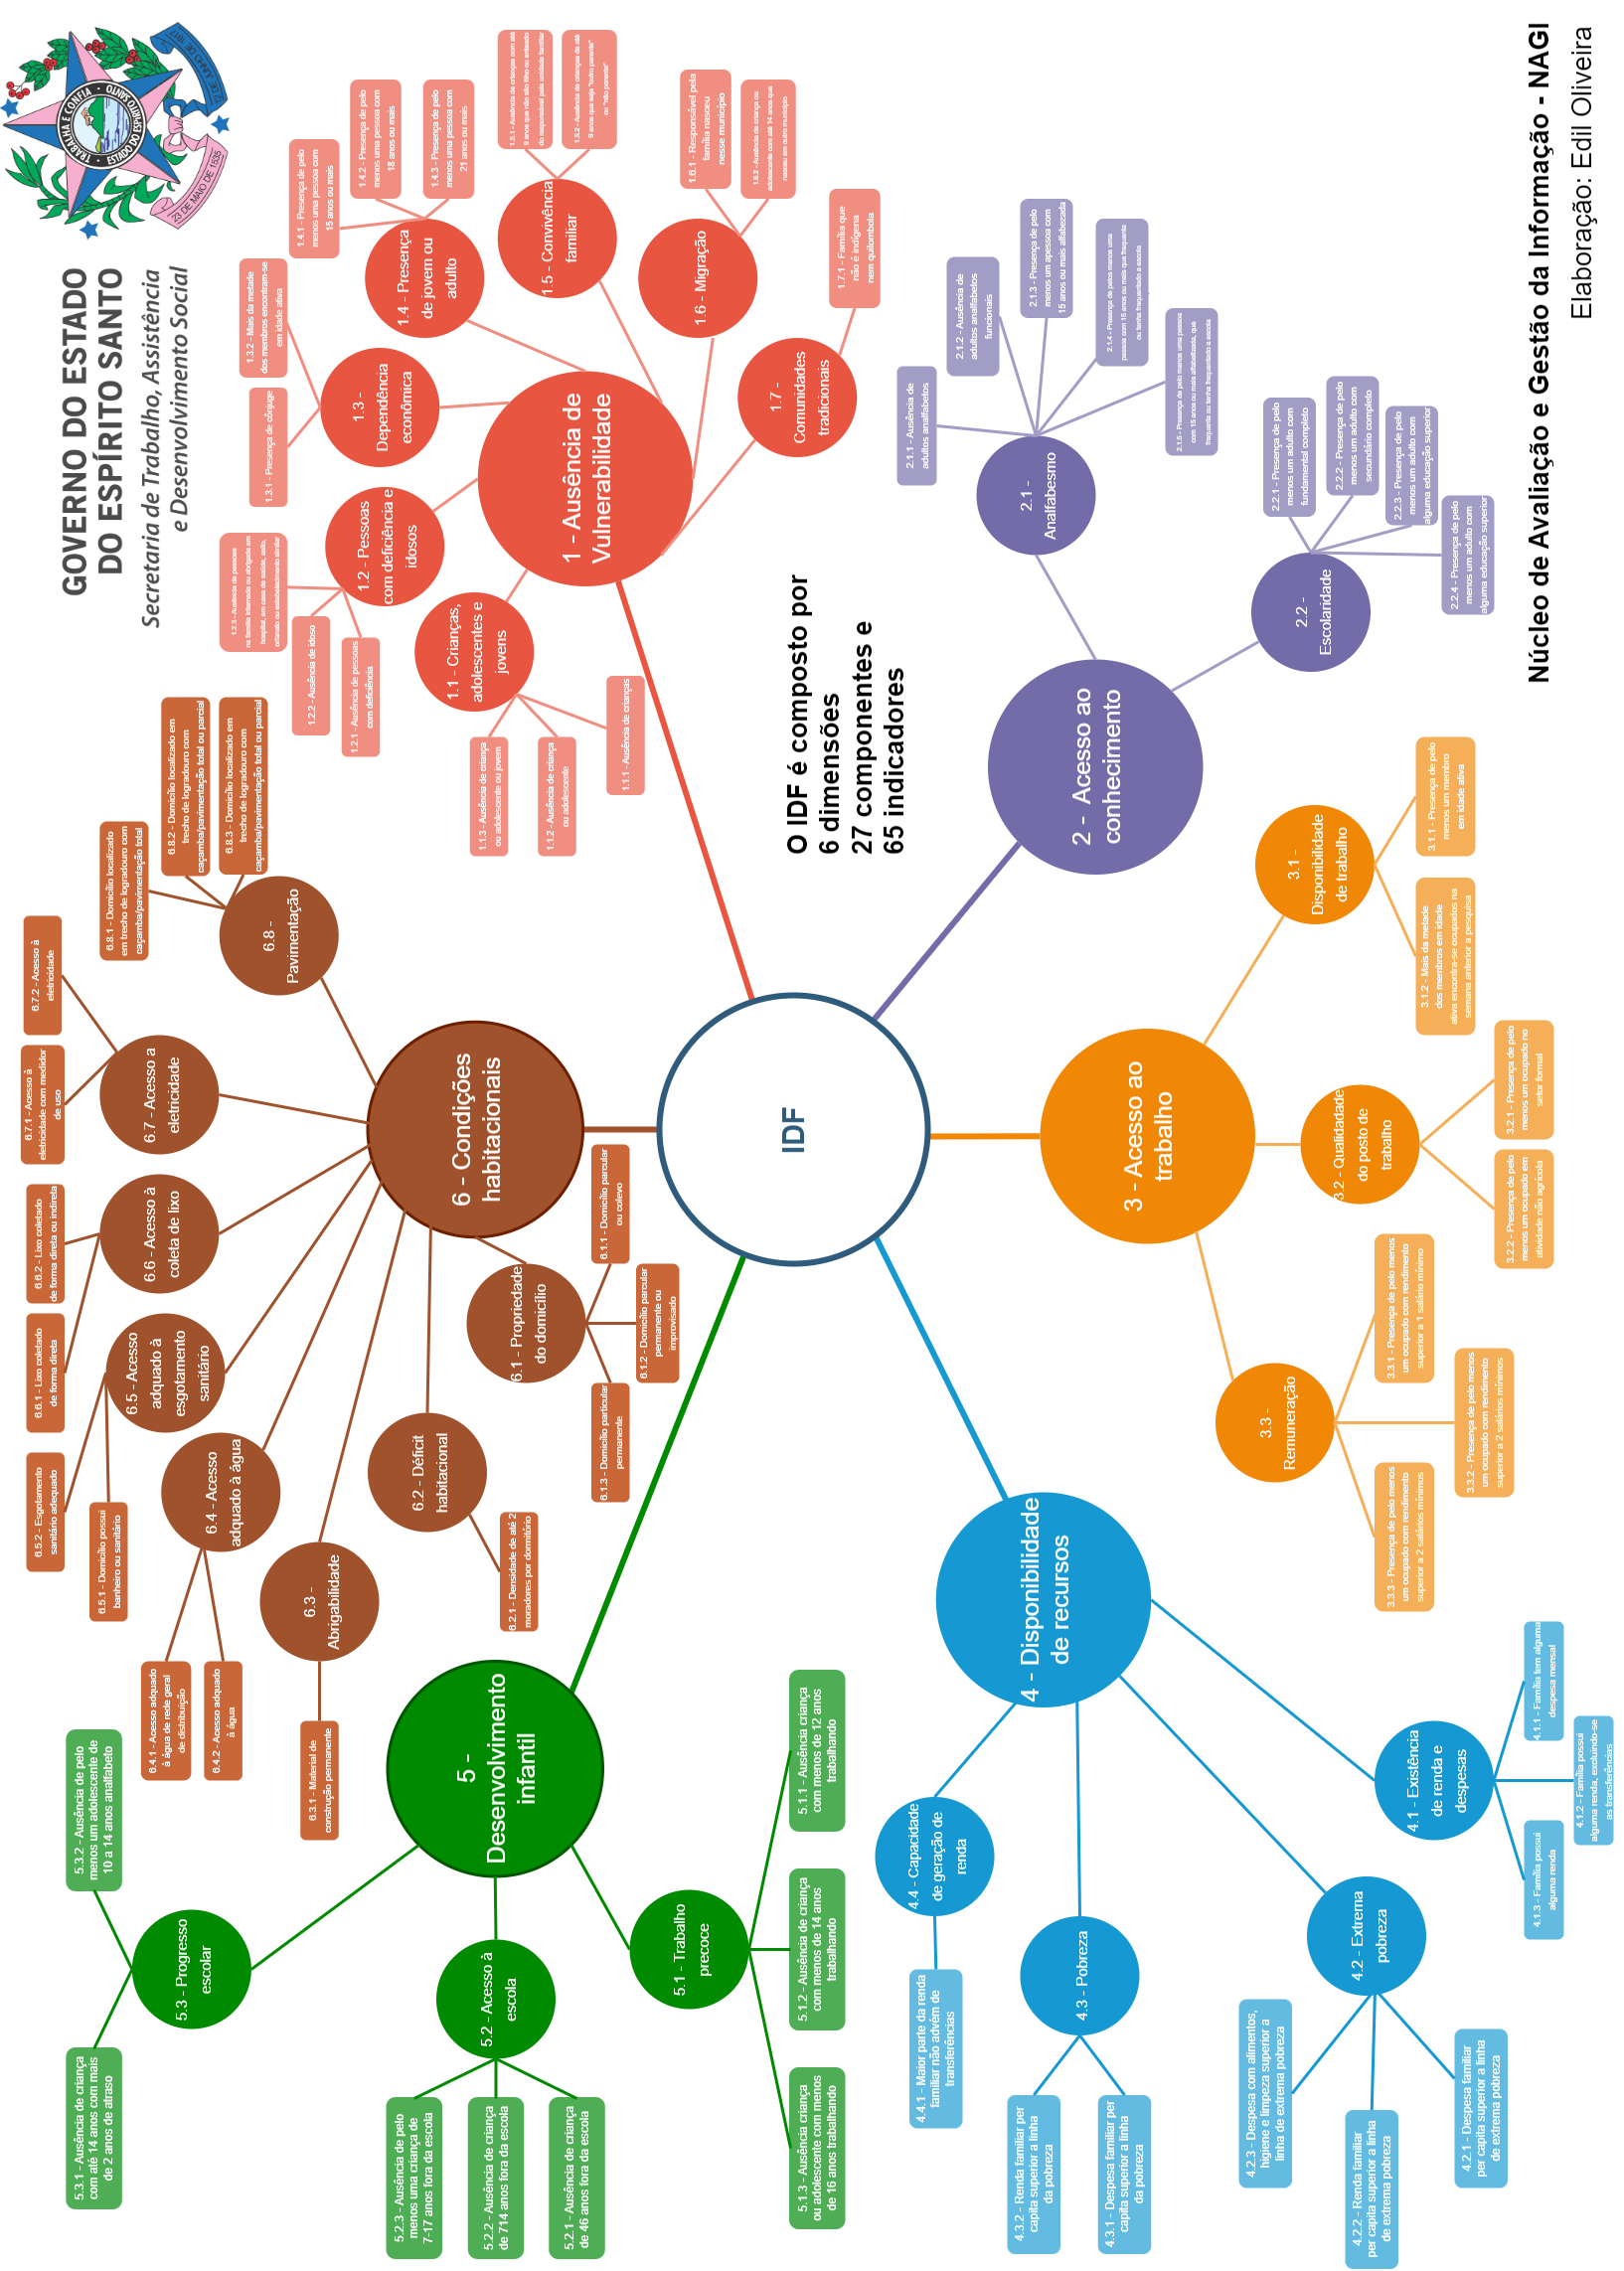 GOVERNO DO ESTADO
DO ESPÍRITO SANTO
Secretaria de Trabalho, Assistência
e Desenvolvimento Social
TRABALHA E CONFIA
ESTADO DO ESPÍRITO SANTO
23 DE MAIO DE 1535
12 DE JUNHO DE 1817
IDF
O IDF é composto por
6 dimensões
27 componentes e
65 indicadores
1 - Ausência de
Vulnerabilidade
1.1 - Crianças,
adolescentes e
jovens
1.1.1 - Ausência de crianças
1.1.2 - Ausência de criança
ou adolescente
1.1.3 - Ausência de criança
ou adolescente ou jovem
1.2 - Pessoas
com deficiência e
idosos
1.2.1 - Ausência de pessoas
com deficiência
1.2.2 - Ausência de idoso
1.2.3 - Ausência de pessoas
na família internada ou abrigada em
hospital, em casa de saúde, asilo,
orfanato ou estabelecimento similar
1.3 -
Dependência
econômica
1.3.1 - Presença de cônjuge
1.3.2 - Mais da metade
dos membros encontram-se
em idade ativa
1.4 - Presença
de jovem ou
adulto
1.4.1 - Presença de pelo
menos uma pessoa com
15 anos ou mais
1.4.2 - Presença de pelo
menos uma pessoa com
18 anos ou mais
1.4.3 - Presença de pelo
menos uma pessoa com
21 anos ou mais
1.5 - Convivência
familiar
1.5.1 - Ausência de crianças com até
9 anos que não são filho ou enteado
do responsável pela unidade familiar
1.5.2 - Ausência de crianças de até
9 anos que seja "outro parente"
ou "não parente"
1.6 - Migração
1.6.1 - Responsável pela
família nasceu
nesse município
1.6.2 - Ausência de criança ou
adolescente com até 14 anos que
nasceu em outro município
1.7 -
Comunidades
tradicionais
1.7.1 - Família que
não é indígena
nem quilombola
2 - Acesso ao
conhecimento
2.1 -
Analfabesmo
2.1.1 - Ausência de
adultos analfabetos
2.1.2 - Ausência de
adultos analfabetos
funcionais
2.1.3 - Presença de pelo
menos um apessoa com
15 anos ou mais alfabezada
2.1.4 - Presença de pelos menos uma
pessoa com 15 anos ou mais que frequenta
ou tenha frequentado a escola
2.1.5 - Presença de pelo menos uma pessoa
com 15 anos ou mais alfabetizada, que
frequenta ou tenha frequentado a escola
2.2 -
Escolaridade
2.2.1 - Presença de pelo
menos um adulto com
fundamental completo
2.2.2 - Presença de pelo
menos um adulto com
secundário completo
2.2.3 - Presença de pelo
menos um adulto com
alguma educação superior
2.2.4 - Presença de pelo
menos um adulto com
alguma educação superior
3 - Acesso ao
trabalho
3.1 -
Disponibilidade
de trabalho
3.1.1 - Presença de pelo
menos um membro
em idade ativa
3.1.2 - Mais da metade
dos membros em idade
ativa encontra-se ocupados na
semana anterior a pesquisa
3.2 - Qualidadade
do posto de
trabalho
3.2.1 - Presença de pelo
menos um ocupado no
setor formal
3.2.2 - Presença de pelo
menos um ocupado em
atividade não agrícola
3.3 -
Remuneração
3.3.1 - Presença de pelo menos
um ocupado com rendimento
superior a 1 salário mínimo
3.3.2 - Presença de pelo menos
um ocupado com rendimento
superior a 2 salários mínimos
3.3.3 - Presença de pelo menos
um ocupado com rendimento
superior a 2 salários mínimos
4 - Disponibilidade
de recursos
4.1 - Existência
de renda e
despesas
4.1.1 - Família tem alguma
despesa mensal
4.1.2 - Família possui
alguma renda, excluindo-se
as transferências
4.1.3 - Família possui
alguma renda
4.2 - Extrema
pobreza
4.2.1 - Despesa familiar
per capita superior a linha
de extrema pobreza
4.2.2 - Renda familiar
per capita superior a linha
de extrema pobreza
4.2.3 - Despesa com alimentos,
higiene e limpeza superior a
linha de extrema pobreza
4.3 - Pobreza
4.3.1 - Despesa familiar per
capita superior a linha
da pobreza
4.3.2 - Renda familiar per
capita superior a linha
da pobreza
4.4 - Capacidade
de geração de
renda
4.4.1 - Maior parte da renda
familiar não advém de
transferências
5 -
Desenvolvimento
infantil
5.1 - Trabalho
precoce
5.1.1 - Ausência criança
com menos de 12 anos
trabalhando
5.1.2 - Ausência de criança
com menos de 14 anos
trabalhando
5.1.3 - Ausência criança
ou adolescente com menos
de 16 anos trabalhando
5.2 - Acesso à
escola
5.2.1 - Ausência de criança
de 46 anos fora da escola
5.2.2 - Ausência de criança
de 714 anos fora da escola
5.2.3 - Ausência de pelo
menos uma criança de
7-17 anos fora da escola
5.3 - Progresso
escolar
5.3.1 - Ausência de criança
com até 14 anos com mais
de 2 anos de atraso
5.3.2 - Ausência de pelo
menos um adolescente de
10 a 14 anos analfabeto
6 - Condições
habitacionais
6.1 - Propriedade
do domicílio
6.1.1 - Domicílio parcular
ou colevo
6.1.2 - Domicílio parcular
permanente ou
improvisado
6.1.3 - Domicílio particular
permanente
6.2 - Déficit
habitacional
6.2.1 - Densidade de até 2
moradores por dormitório
6.3 -
Abrigabilidade
6.3.1 - Material de
construção permanente
6.4 - Acesso
adquado à água
6.4.1 - Acesso adquado
à água de rede geral
de distribuição
6.4.2 - Acesso adquado
à água
6.5 - Acesso
adquado à
esgotamento
sanitário
6.5.1 - Domicílio possui
banheiro ou sanitário
6.5.2 - Esgotamento
sanitário adequado
6.6 - Acesso à
coleta de lixo
6.6.1 - Lixo coletado
de forma direta
6.6.2 - Lixo coletado
de forma direta ou indireta
6.7 - Acesso a
eletricidade
6.7.1 - Acesso à
eletricidade com medidor
de uso
6.7.2 - Acesso à
eletricidade
6.8 -
Pavimentação
6.8.1 - Domicílio localizado
em trecho de logradouro com
caçamba/pavimentação total
6.8.2 - Domicílio localizado em
trecho de logradouro com
caçamba/pavimentação total ou parcial
6.8.3 - Domicílio localizado em
trecho de logradouro com
caçamba/pavimentação total ou parcial
Núcleo de Avaliação e Gestão da Informação - NAGI
Elaboração: Edil Oliveira